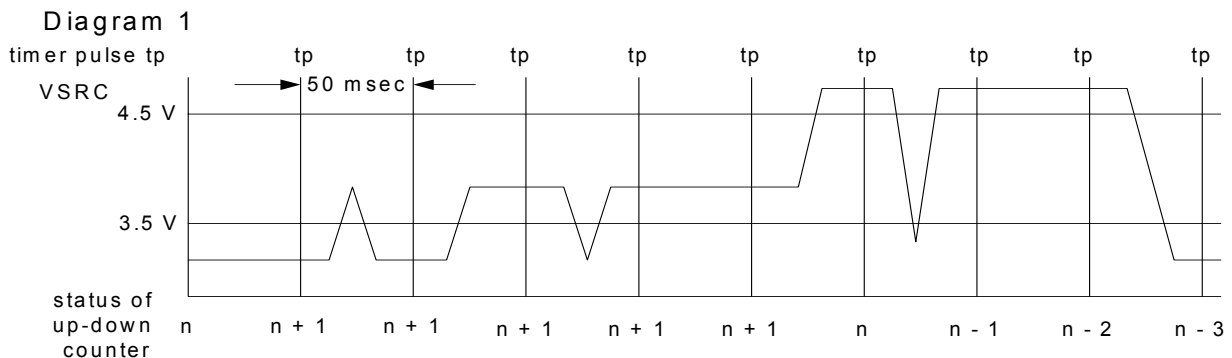 Diagram 1
timer pulse tp tp tp tp tp tp tp tp tp tp
50 msec
VSRC
4.5 V
3.5 V
status of
up-down n n + 1 n + 1 n + 1 n + 1 n + 1 n n - 1 n - 2 n - 3
counter